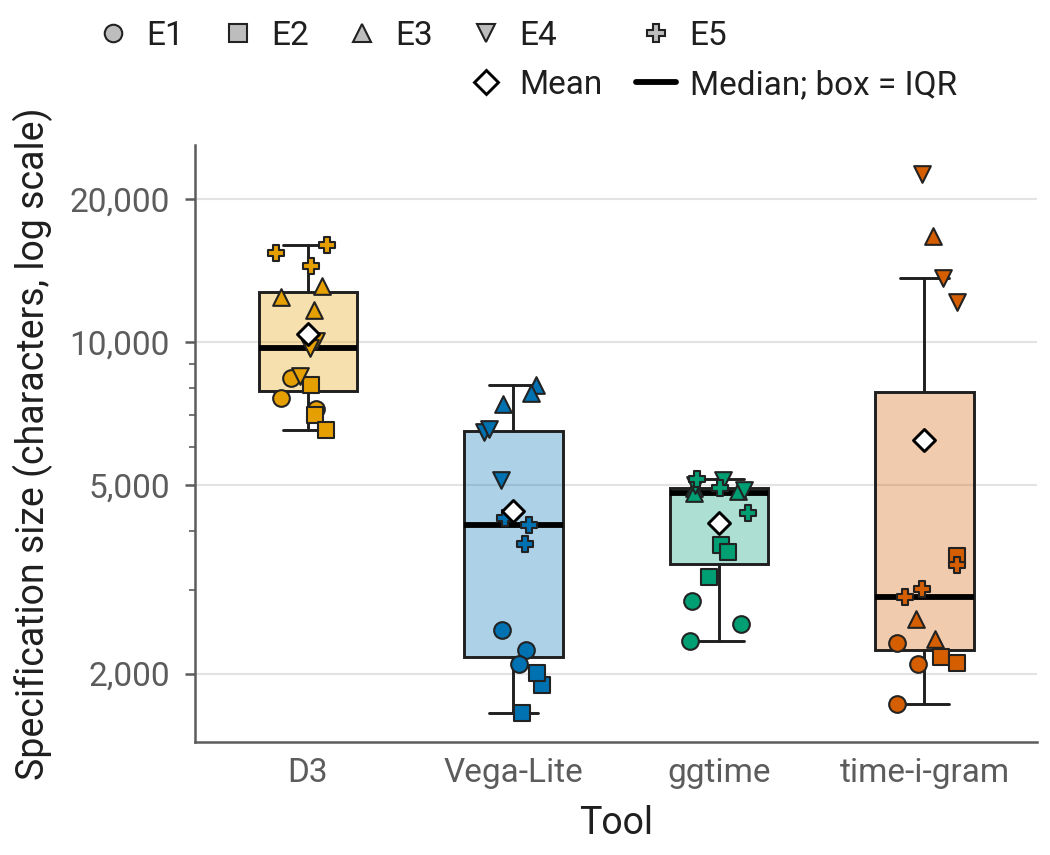 E1 E2 E3 E4 E5
Mean Median; box = IQR
Specification size (characters, log scale)
20,000
10,000
5,000
2,000
D3 Vega-Lite ggtime time-i-gram
Tool